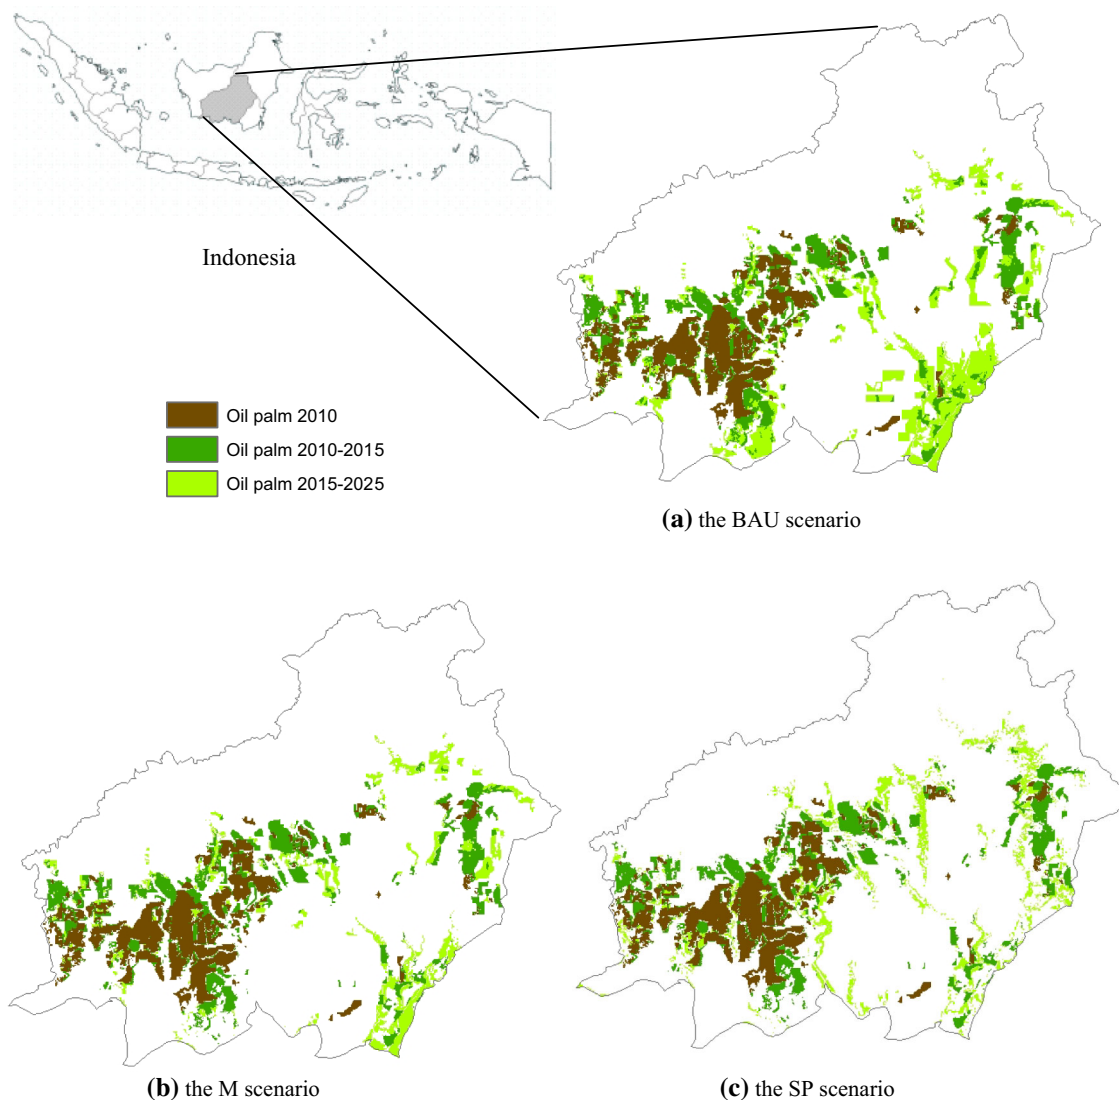 Indonesia
Oil palm 2010
Oil palm 2010-2015
Oil palm 2015-2025
(a) the BAU scenario
(b) the M scenario
(c) the SP scenario